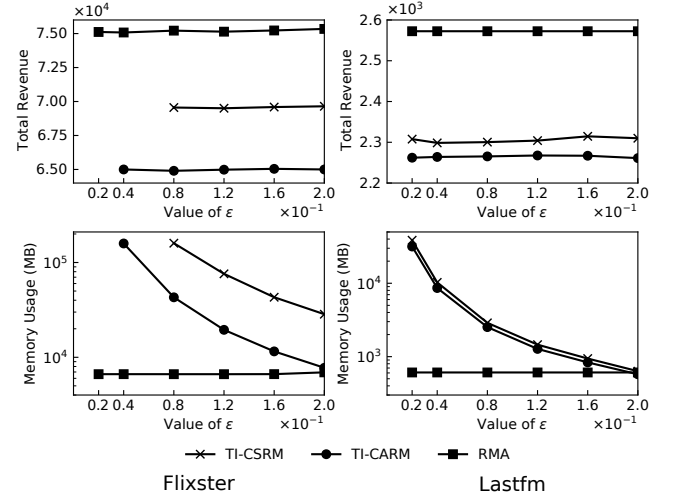 ×10⁴
7.50
7.00
6.75
6.50
Total Revenue
0.2 0.4 0.8 1.2 1.6 2.0
Value of ε ×10⁻¹
×10³
2.6
2.5
2.4
2.3
2.2
Total Revenue
0.2 0.4 0.8 1.2 1.6 2.0
Value of ε ×10⁻¹
10⁵
10⁴
Memory Usage (MB)
0.2 0.4 0.8 1.2 1.6 2.0
Value of ε ×10⁻¹
10⁴
10³
Memory Usage (MB)
0.2 0.4 0.8 1.2 1.6 2.0
Value of ε ×10⁻¹
TI-CSRM TI-CARM RMA
Flixster Lastfm